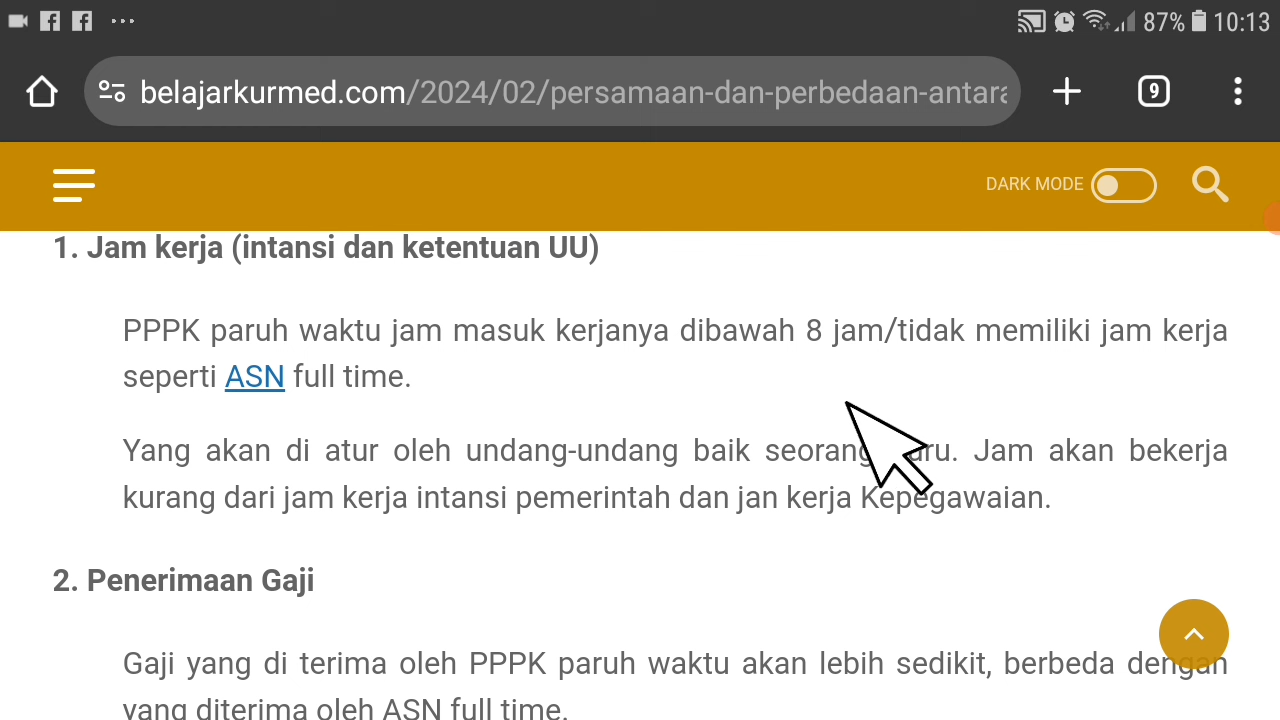 87% 10:13
belajarkurmed.com/2024/02/persamaan-dan-perbedaan-antara
9
DARK MODE
1. Jam kerja (intansi dan ketentuan UU)
PPPK paruh waktu jam masuk kerjanya dibawah 8 jam/tidak memiliki jam kerja
seperti ASN full time.
Yang akan di atur oleh undang-undang baik seorang. Jam akan bekerja
kurang dari jam kerja intansi pemerintah dan jan kerja Kepegawaian.
2. Penerimaan Gaji
Gaji yang di terima oleh PPPK paruh waktu akan lebih sedikit, berbeda dengan
yang diterima oleh ASN full time.